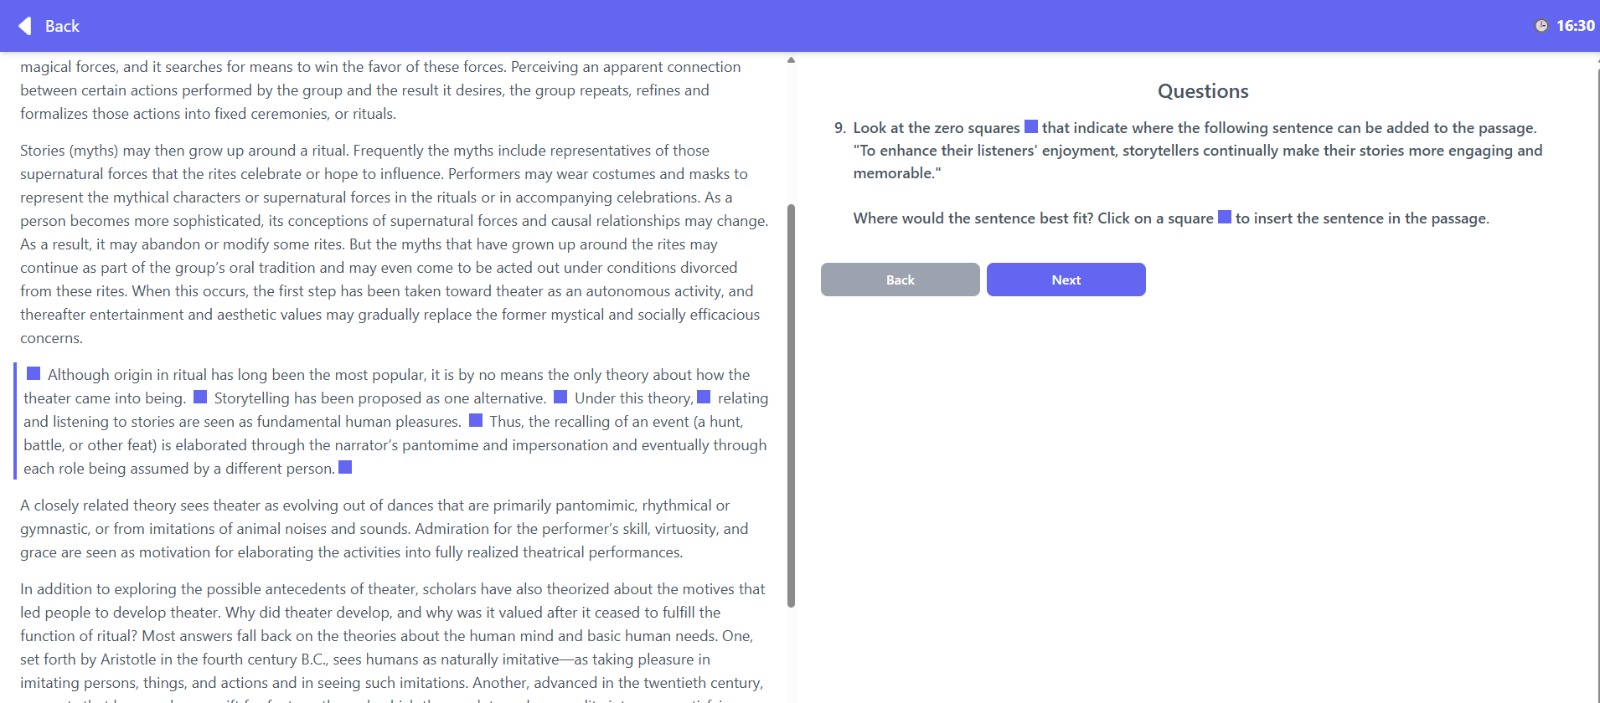 Back
16:30
magical forces, and it searches for means to win the favor of these forces. Perceiving an apparent connection
between certain actions performed by the group and the result it desires, the group repeats, refines and
formalizes those actions into fixed ceremonies, or rituals.
Stories (myths) may then grow up around a ritual. Frequently the myths include representatives of those
supernatural forces that the rites celebrate or hope to influence. Performers may wear costumes and masks to
represent the mythical characters or supernatural forces in the rituals or in accompanying celebrations. As a
person becomes more sophisticated, its conceptions of supernatural forces and causal relationships may change.
As a result, it may abandon or modify some rites. But the myths that have grown up around the rites may
continue as part of the group’s oral tradition and may even come to be acted out under conditions divorced
from these rites. When this occurs, the first step has been taken toward theater as an autonomous activity, and
thereafter entertainment and aesthetic values may gradually replace the former mystical and socially efficacious
concerns.
Although origin in ritual has long been the most popular, it is by no means the only theory about how the
theater came into being. Storytelling has been proposed as one alternative. Under this theory, relating
and listening to stories are seen as fundamental human pleasures. Thus, the recalling of an event (a hunt,
battle, or other feat) is elaborated through the narrator’s pantomime and impersonation and eventually through
each role being assumed by a different person.
A closely related theory sees theater as evolving out of dances that are primarily pantomimic, rhythmical or
gymnastic, or from imitations of animal noises and sounds. Admiration for the performer’s skill, virtuosity, and
grace are seen as motivation for elaborating the activities into fully realized theatrical performances.
In addition to exploring the possible antecedents of theater, scholars have also theorized about the motives that
led people to develop theater. Why did theater develop, and why was it valued after it ceased to fulfill the
function of ritual? Most answers fall back on the theories about the human mind and basic human needs. One,
set forth by Aristotle in the fourth century B.C., sees humans as naturally imitative—as taking pleasure in
imitating persons, things, and actions and in seeing such imitations. Another, advanced in the twentieth century,
Questions
9. Look at the zero squares that indicate where the following sentence can be added to the passage.
"To enhance their listeners' enjoyment, storytellers continually make their stories more engaging and
memorable."
Where would the sentence best fit? Click on a square to insert the sentence in the passage.
Back
Next